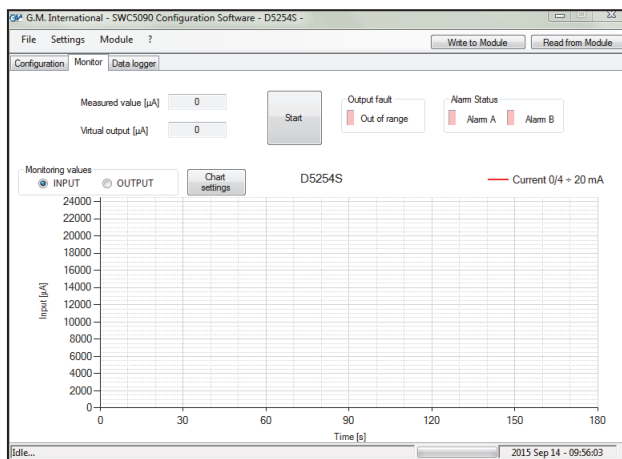 GM G.M. International - SWC5090 Configuration Software - D5254S -
File Settings Module ? Write to Module Read from Module
Configuration Monitor Data logger
Measured value [µA] 0
Virtual output [µA] 0
Start
Output fault
Out of range
Alarm Status
Alarm A Alarm B
Monitoring values
INPUT OUTPUT
Chart
settings
D5254S
Current 0/4 ÷ 20 mA
24000
22000
20000
18000
16000
14000
12000
10000
8000
6000
4000
2000
0
Input [µA]
0 30 60 90 120 150 180
Time [s]
Idle... 2015 Sep 14 - 09:56:03